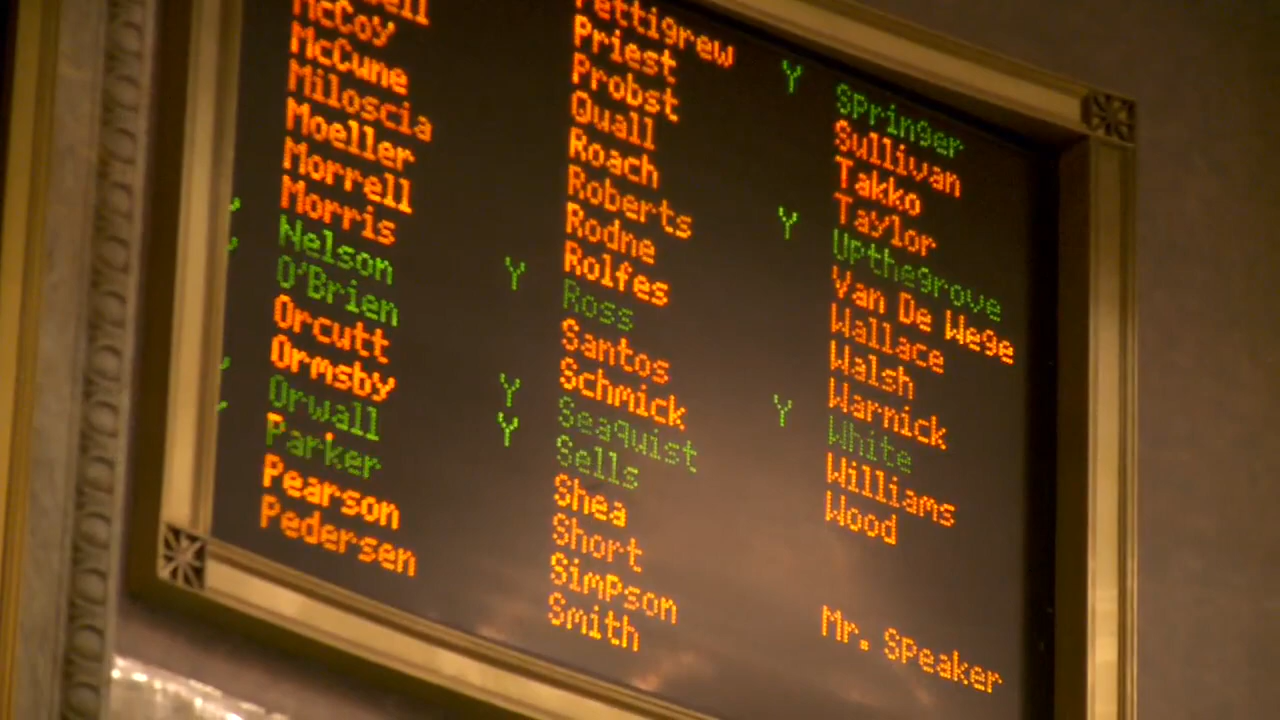 McCoy
McCune
Miloscia
Moeller
Morrell
Morris
Nelson
O'Brien
Orcutt
Ormsby
Orwall
Parker
Pearson
Pedersen
Pettigrew
Priest
Probst
Quall
Roach
Roberts
Rodne
Rolfes
Y Ross
Santos
Schmick
Y Seaquist
Y Sells
Shea
Short
Simpson
Smith
Y Springer
Sullivan
Takko
Taylor
Y Upthegrove
Van De Wege
Wallace
Walsh
Warnick
Y White
Williams
Wood
Mr. Speaker